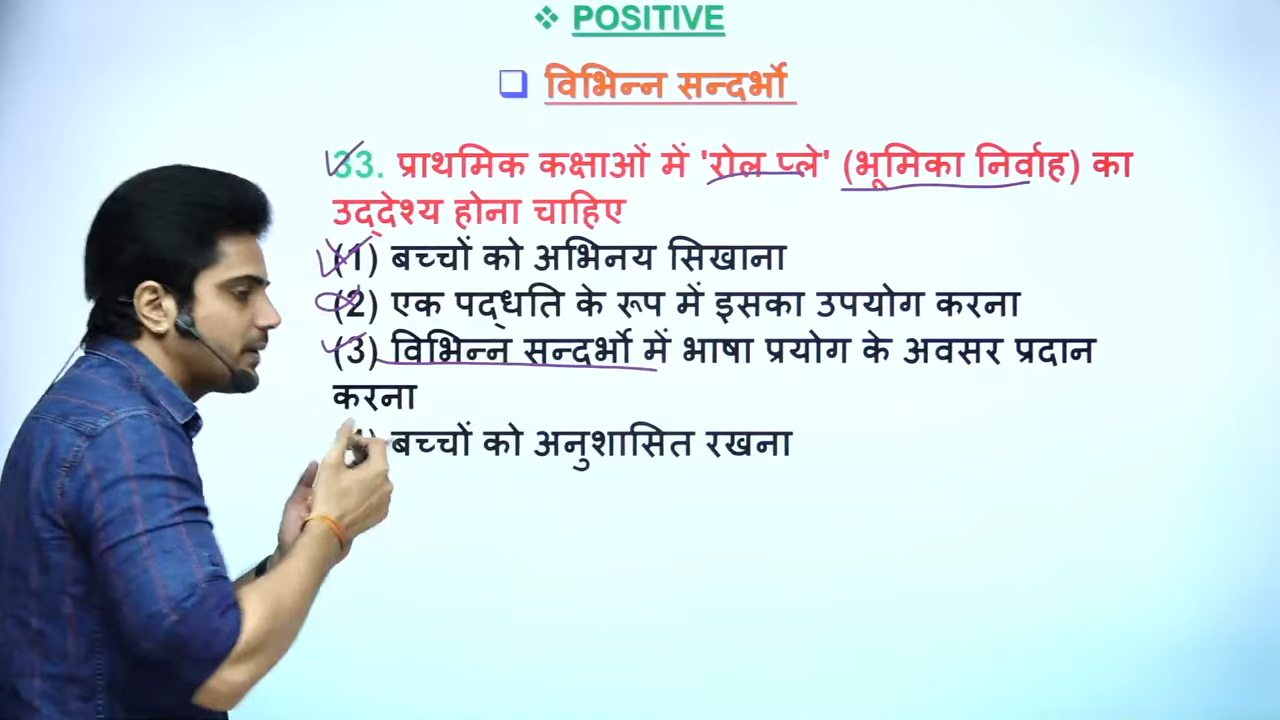 ❖ POSITIVE
❑ विभिन्न सन्दर्भो
33. प्राथमिक कक्षाओं में 'रोल प्ले' (भूमिका निर्वाह) का
उद्देश्य होना चाहिए
(1) बच्चों को अभिनय सिखाना
(2) एक पद्धति के रूप में इसका उपयोग करना
(3) विभिन्न सन्दर्भो में भाषा प्रयोग के अवसर प्रदान
करना
बच्चों को अनुशासित रखना